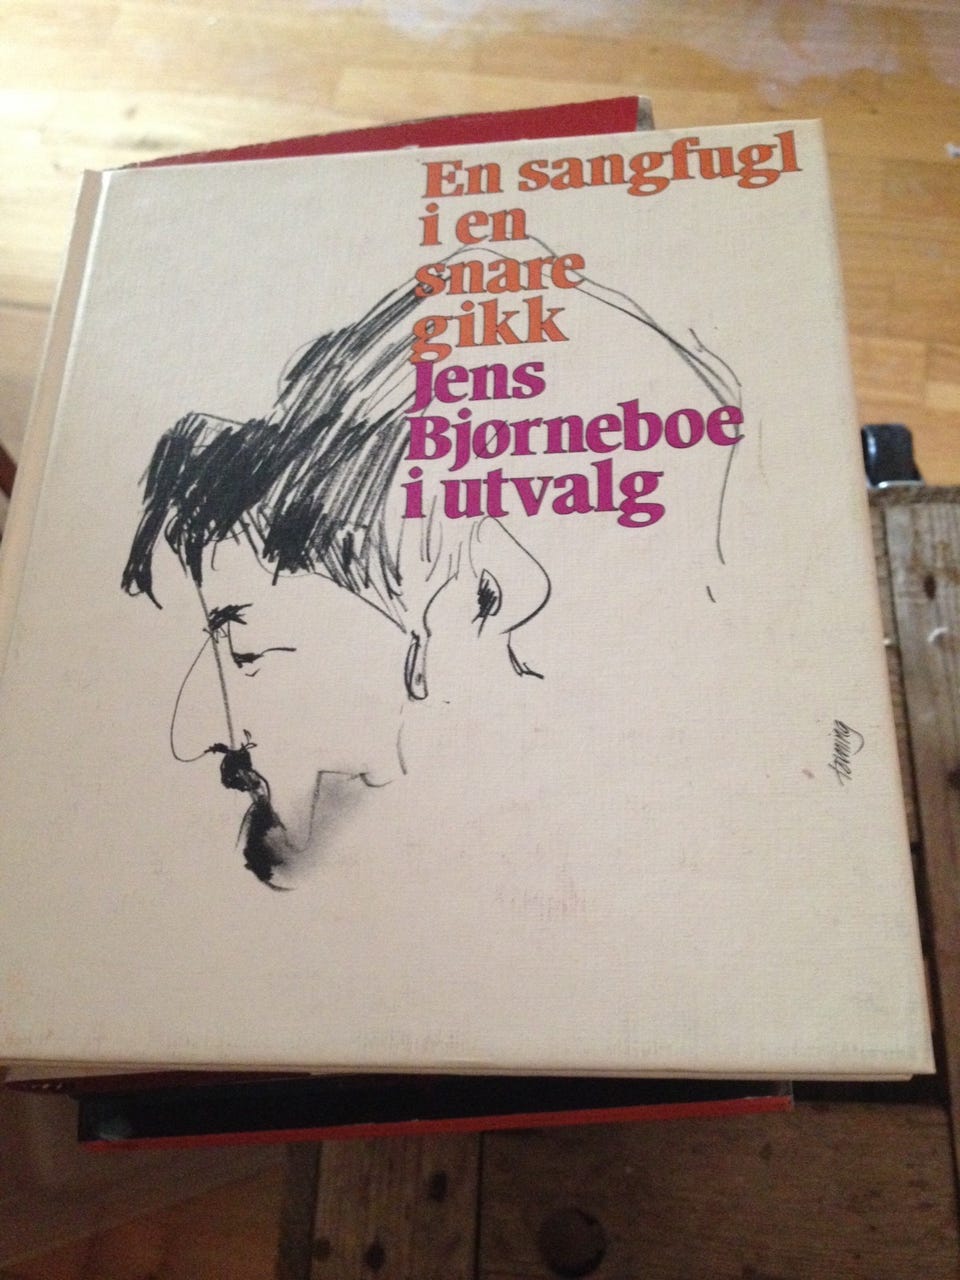 En sangfugl
i en
snare
gikk
Jens
Bjørneboe
i utvalg